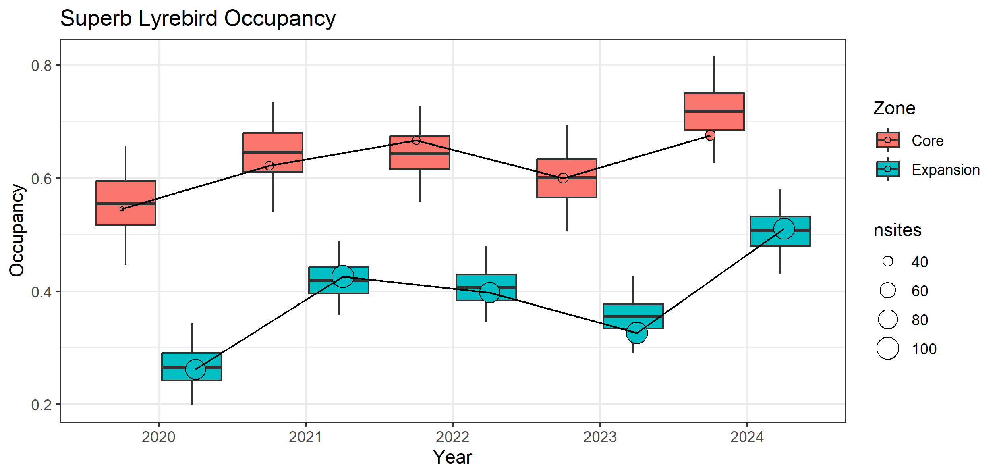 Superb Lyrebird Occupancy
0.8
0.6
0.4
0.2
Occupancy
2020 2021 2022 2023 2024
Year
Zone
Core
Expansion
nsites
40
60
80
100